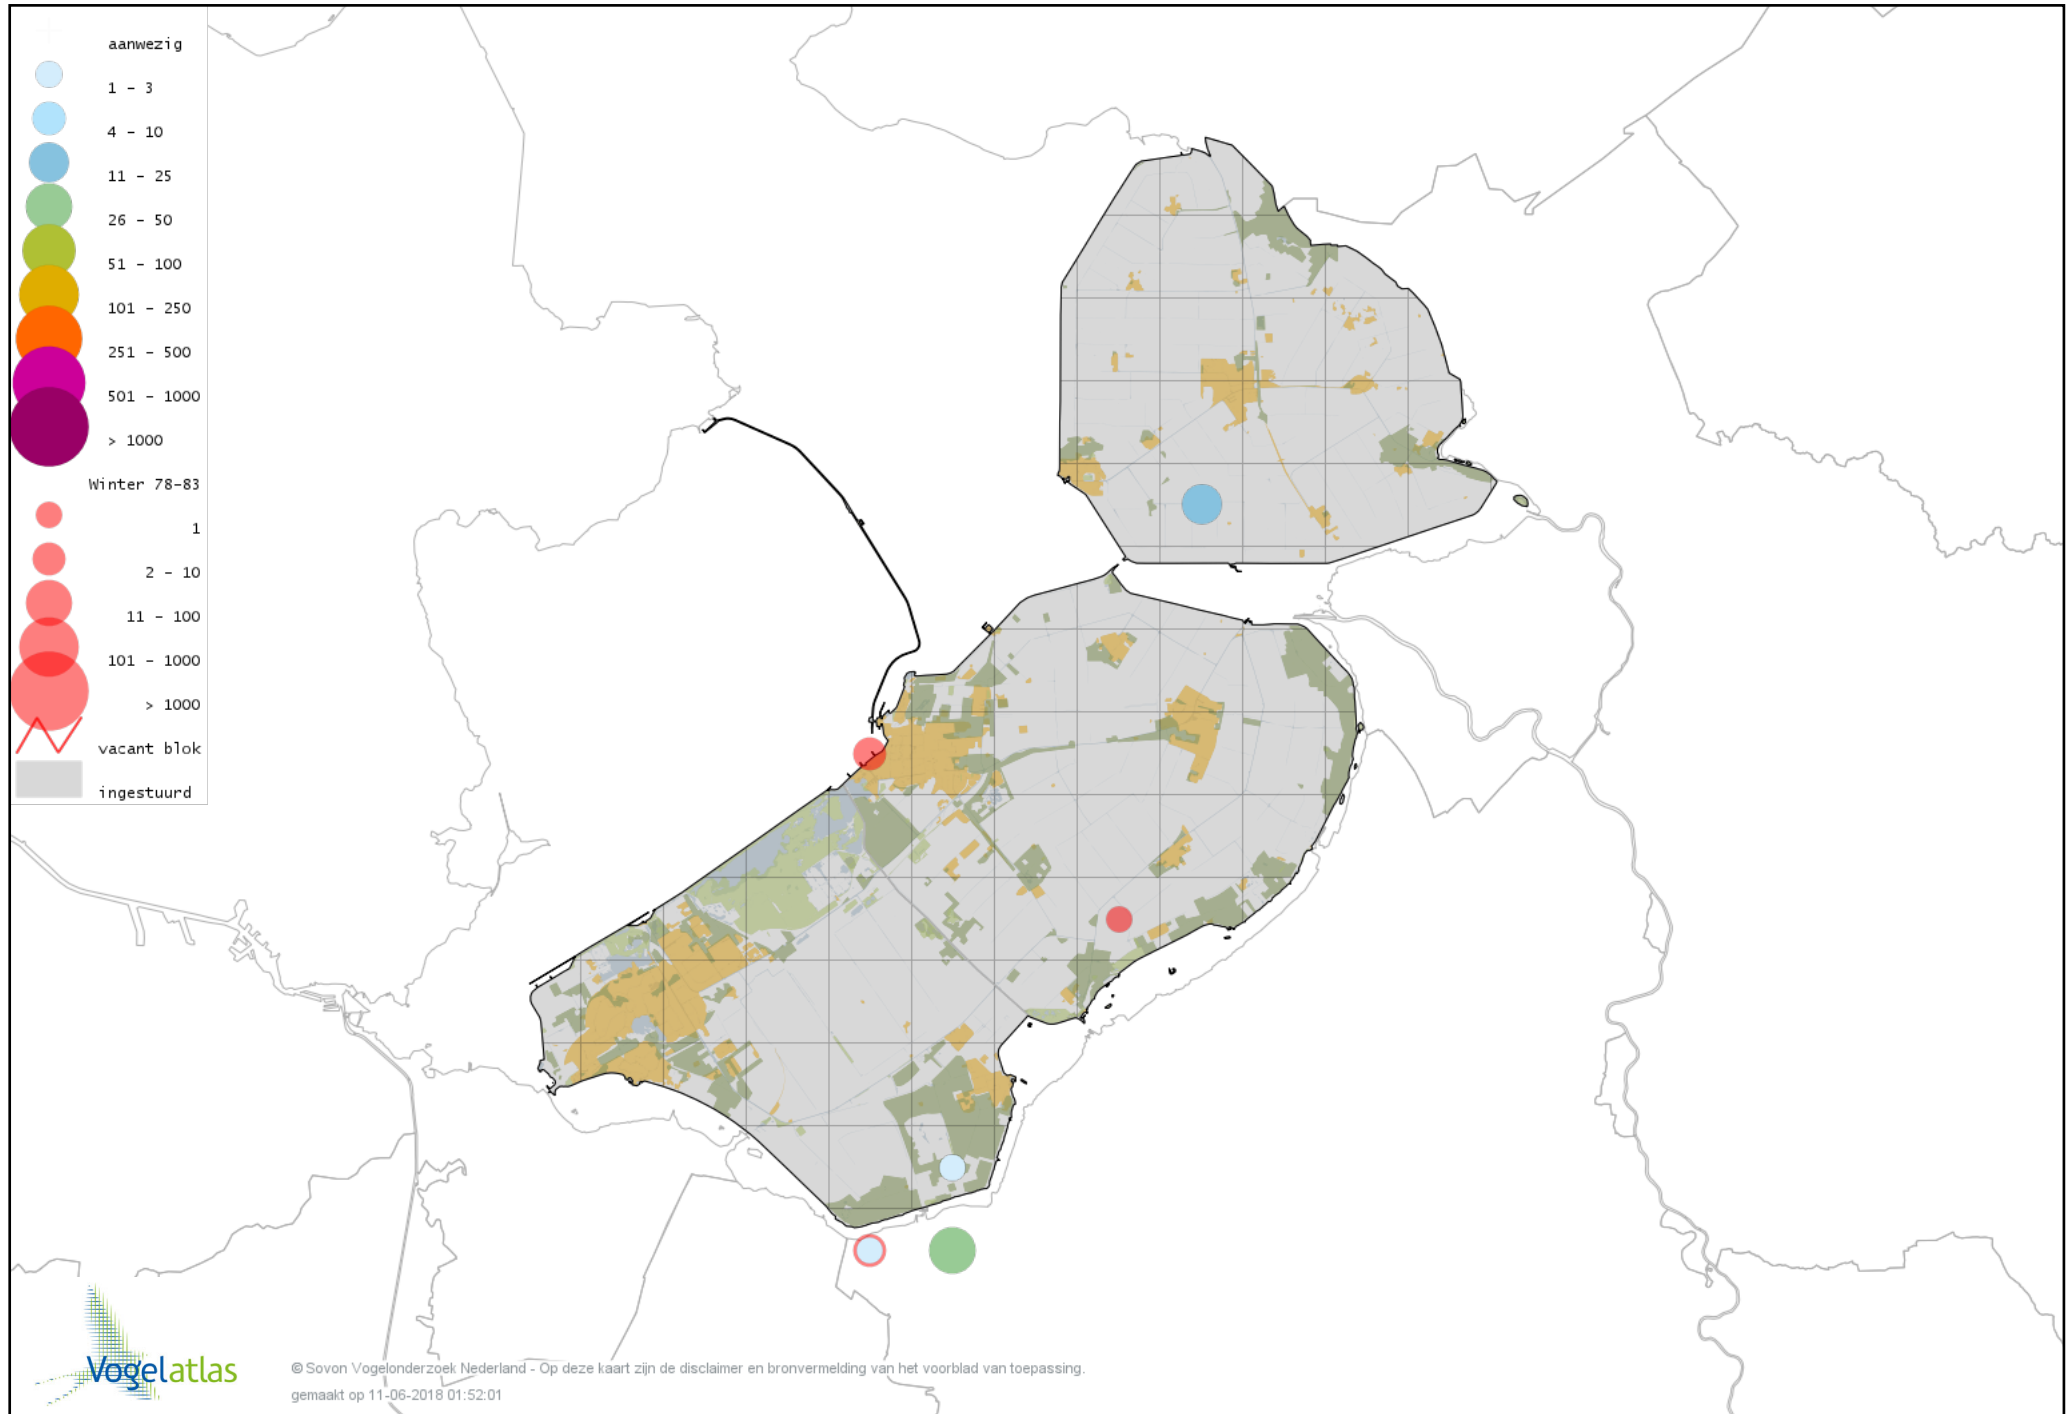 aanwezig
1 - 3
4 - 10
11 - 25
26 - 50
51 - 100
101 - 250
251 - 500
501 - 1000
> 1000
Winter 78-83
1
2 - 10
11 - 100
101 - 1000
> 1000
vacant blok
ingestuurd
Vogelatlas
© Sovon Vogelonderzoek Nederland - Op deze kaart zijn de disclaimer en bronvermelding van het voorblad van toepassing.
gemaakt op 11-06-2018 01:52:01